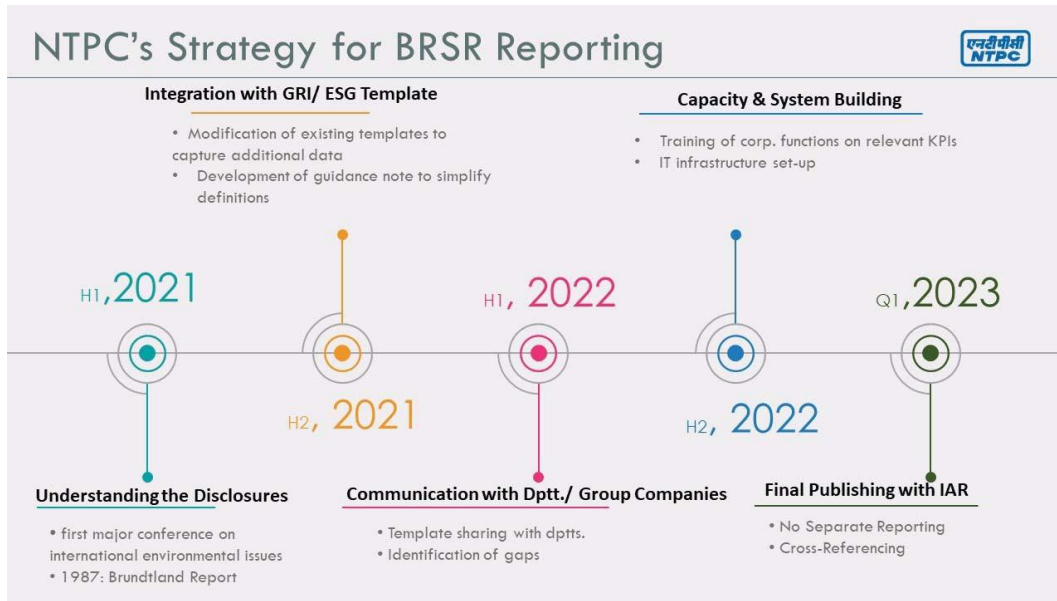 NTPC's Strategy for BRSR Reporting
एनटीपीसी
NTPC
Integration with GRI/ ESG Template
• Modification of existing templates to
capture additional data
• Development of guidance note to simplify
definitions
Capacity & System Building
• Training of corp. functions on relevant KPIs
• IT infrastructure set-up
H1, 2021
H1, 2022
Q1, 2023
H2, 2021
H2, 2022
Understanding the Disclosures
• first major conference on
international environmental issues
• 1987: Brundtland Report
Communication with Dptt./ Group Companies
• Template sharing with dptts.
• Identification of gaps
Final Publishing with IAR
• No Separate Reporting
• Cross-Referencing